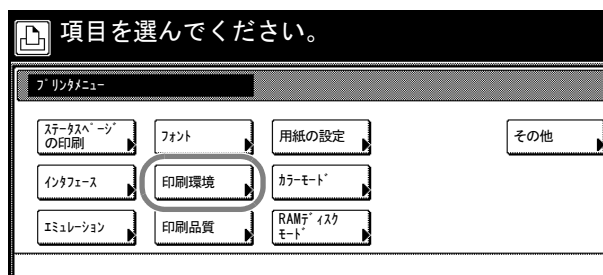 項目を選んでください。
ﾌﾟﾘﾝﾀﾒﾆｭｰ
ｽﾃｰﾀｽﾍﾟｰｼﾞ
の印刷
ﾌｫﾝﾄ
用紙の設定
その他
ｲﾝﾀﾌｪｰｽ
印刷環境
ｶﾗｰﾓｰﾄﾞ
ｴﾐｭﾚｰｼｮﾝ
印刷品質
RAMﾃﾞｨｽｸ
ﾓｰﾄﾞ